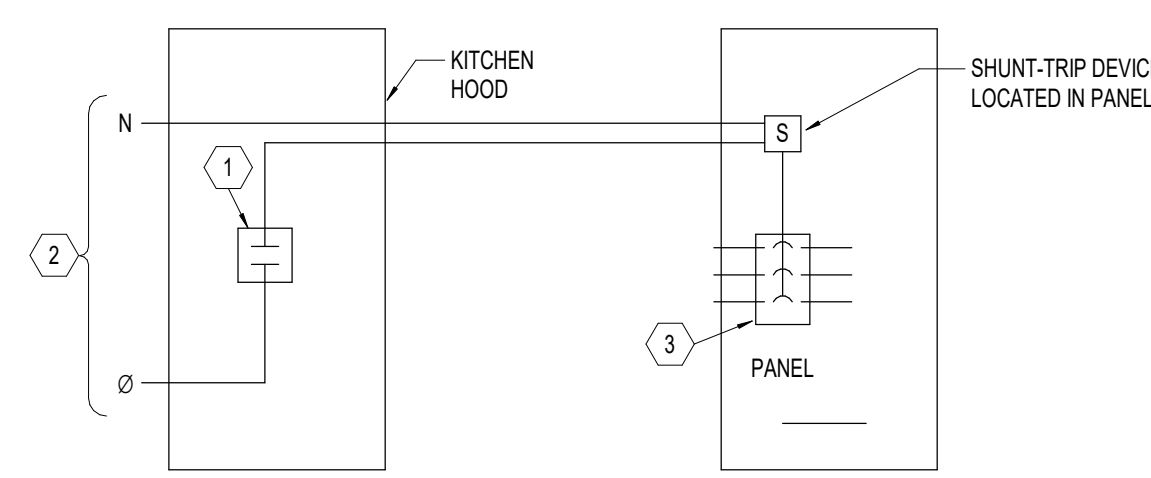 KITCHEN
HOOD
SHUNT-TRIP DEVIC
LOCATED IN PANEL
N
S
1
2
3
PANEL
Ø